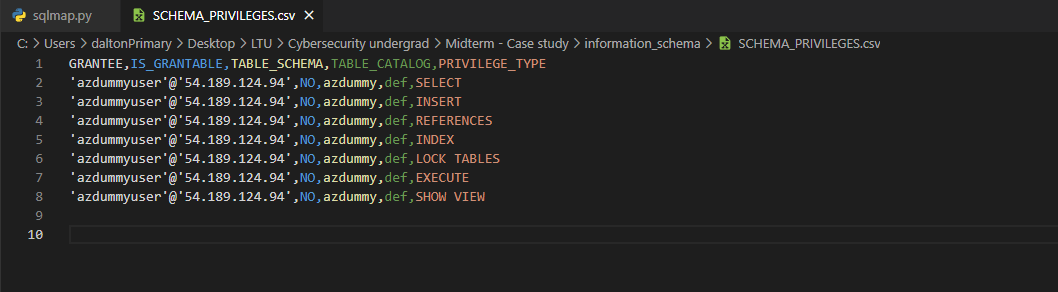 sqlmap.py SCHEMA_PRIVILEGES.csv
C: > Users > daltonPrimary > Desktop > LTU > Cybersecurity undergrad > Midterm - Case study > information_schema > SCHEMA_PRIVILEGES.csv
1 GRANTEE,IS_GRANTABLE,TABLE_SCHEMA,TABLE_CATALOG,PRIVILEGE_TYPE
2 'azdummyuser'@'54.189.124.94',NO,azdummy,def,SELECT
3 'azdummyuser'@'54.189.124.94',NO,azdummy,def,INSERT
4 'azdummyuser'@'54.189.124.94',NO,azdummy,def,REFERENCES
5 'azdummyuser'@'54.189.124.94',NO,azdummy,def,INDEX
6 'azdummyuser'@'54.189.124.94',NO,azdummy,def,LOCK TABLES
7 'azdummyuser'@'54.189.124.94',NO,azdummy,def,EXECUTE
8 'azdummyuser'@'54.189.124.94',NO,azdummy,def,SHOW VIEW
9
10